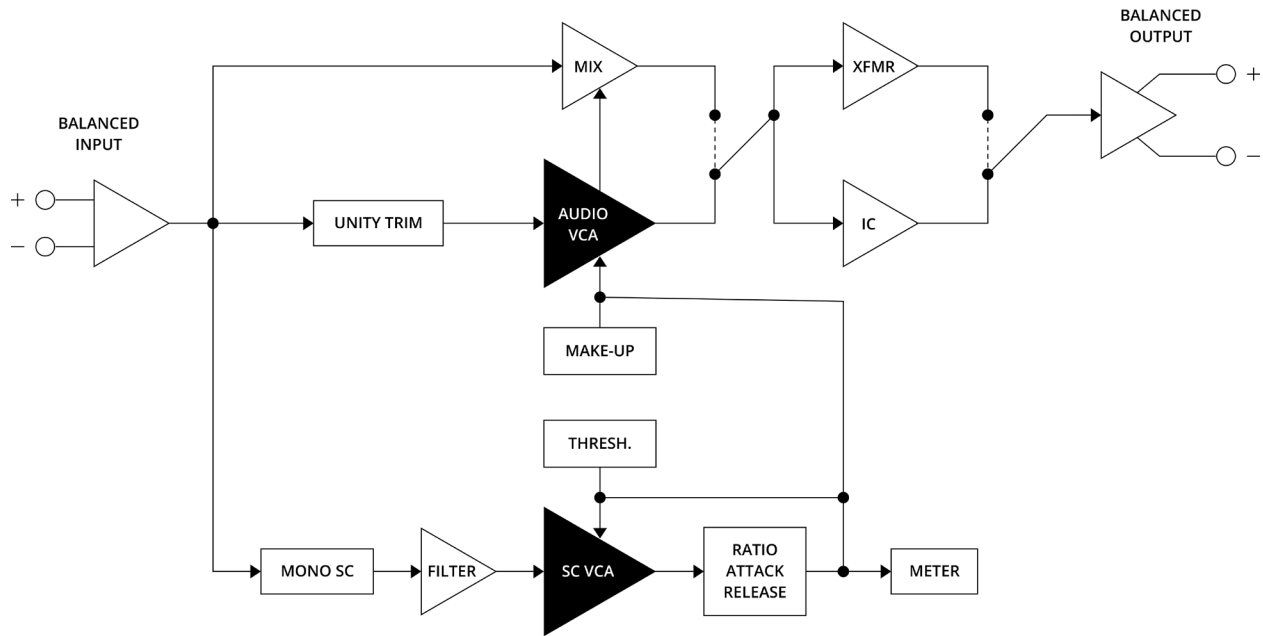 BALANCED
OUTPUT
+
−
MIX
XFMR
BALANCED
INPUT
+
−
UNITY TRIM
AUDIO
VCA
IC
MAKE-UP
THRESH.
MONO SC
FILTER
SC VCA
RATIO
ATTACK
RELEASE
METER